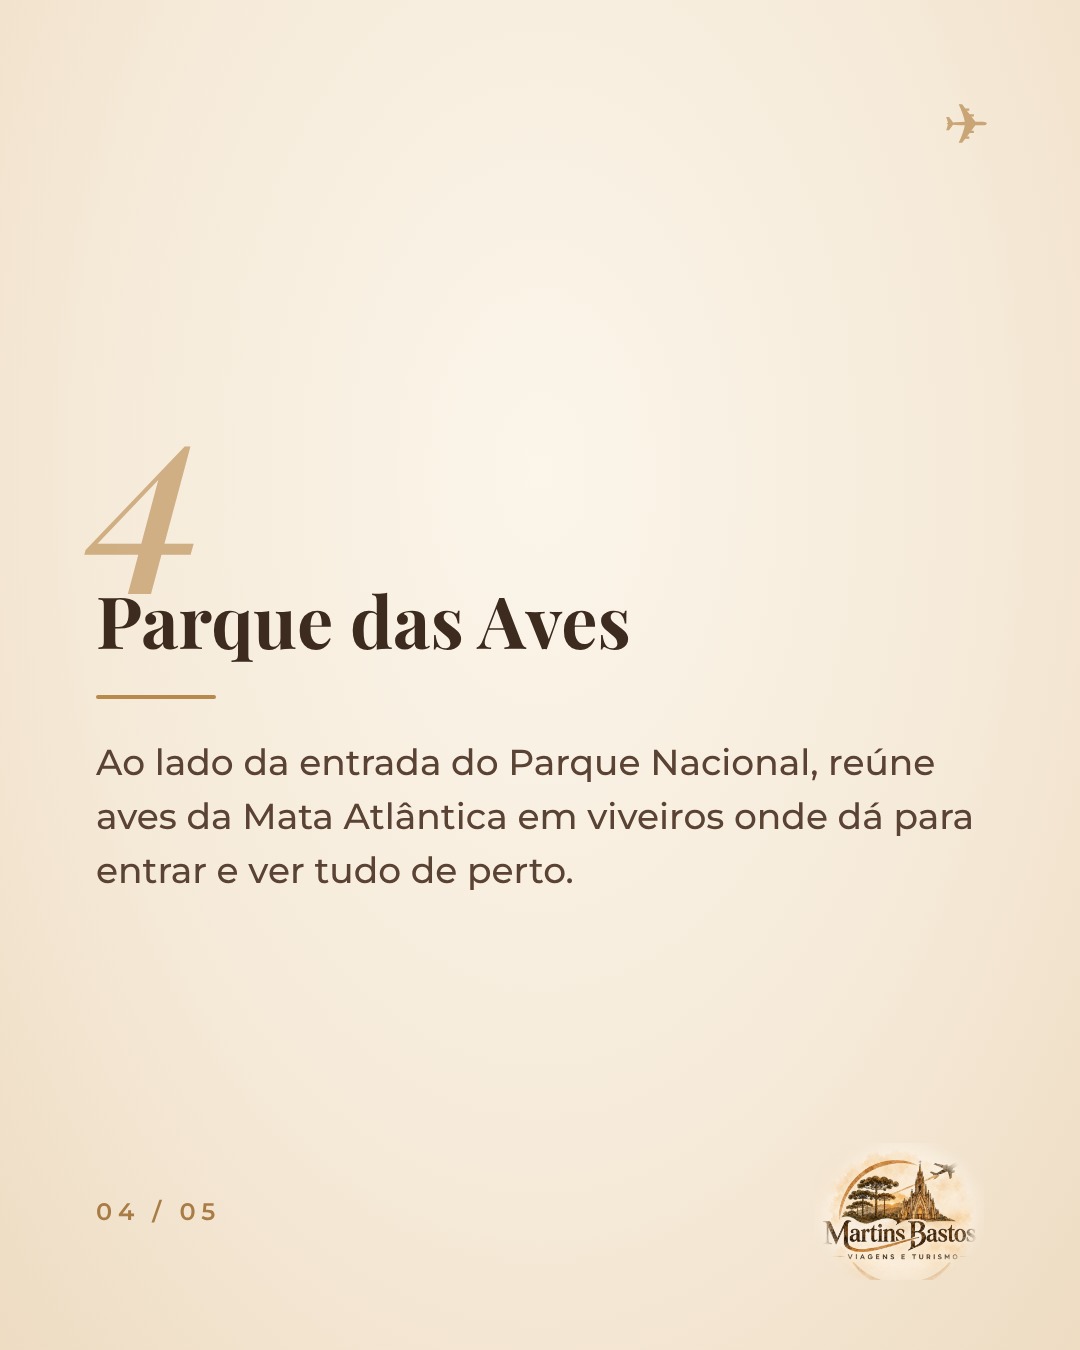 4
Parque das Aves
Ao lado da entrada do Parque Nacional, reúne
aves da Mata Atlântica em viveiros onde dá para
entrar e ver tudo de perto.
04 / 05
Martins Bastos
VIAGENS E TURISMO